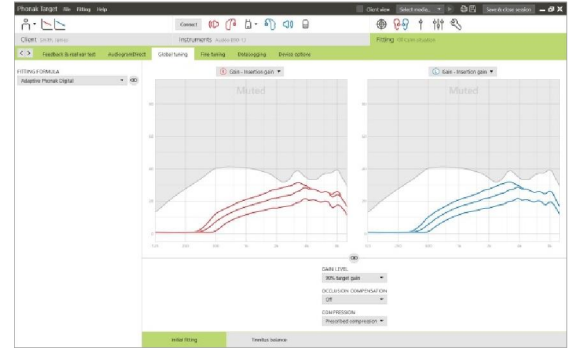 Phonak Target File Fitting Help
Client view Select mode... Save & close session
Connect
Client Instruments Fitting
Feedback & real ear test AudiogramDirect Global tuning Fine tuning Datalogging Device options
FITTING FORMULA
Adaptive Phonak Digital
Gain - Insertion gain
Gain - Insertion gain
Muted
Muted
GAIN LEVEL
90% target gain
OCCLUSION COMPENSATION
Off
COMPRESSION
Prescribed compression
Initial fitting Tinnitus balance